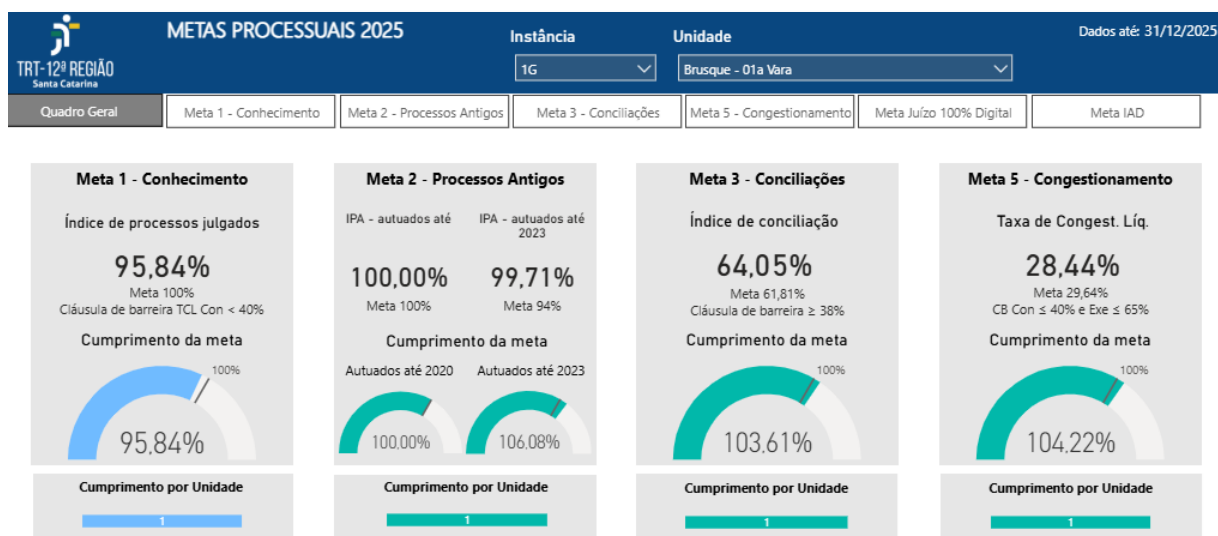 METAS PROCESSUAIS 2025
Instância
Unidade
Dados até: 31/12/2025
TRT-12ª REGIÃO
Santa Catarina
1G
Brusque - 01a Vara
Quadro Geral
Meta 1 - Conhecimento
Meta 2 - Processos Antigos
Meta 3 - Conciliações
Meta 5 - Congestionamento
Meta Juízo 100% Digital
Meta IAD
Meta 1 - Conhecimento
Índice de processos julgados
95,84%
Meta 100%
Cláusula de barreira TCL Con < 40%
Cumprimento da meta
100%
95,84%
Cumprimento por Unidade
1
Meta 2 - Processos Antigos
IPA - autuados até
100,00%
Meta 100%
IPA - autuados até
2023
99,71%
Meta 94%
Cumprimento da meta
Autuados até 2020
100,00%
Autuados até 2023
106,08%
Cumprimento por Unidade
1
Meta 3 - Conciliações
Índice de conciliação
64,05%
Meta 61,81%
Cláusula de barreira ≥ 38%
Cumprimento da meta
100%
103,61%
Cumprimento por Unidade
1
Meta 5 - Congestionamento
Taxa de Congest. Líq.
28,44%
Meta 29,64%
CB Con ≤ 40% e Exe ≤ 65%
Cumprimento da meta
100%
104,22%
Cumprimento por Unidade
1